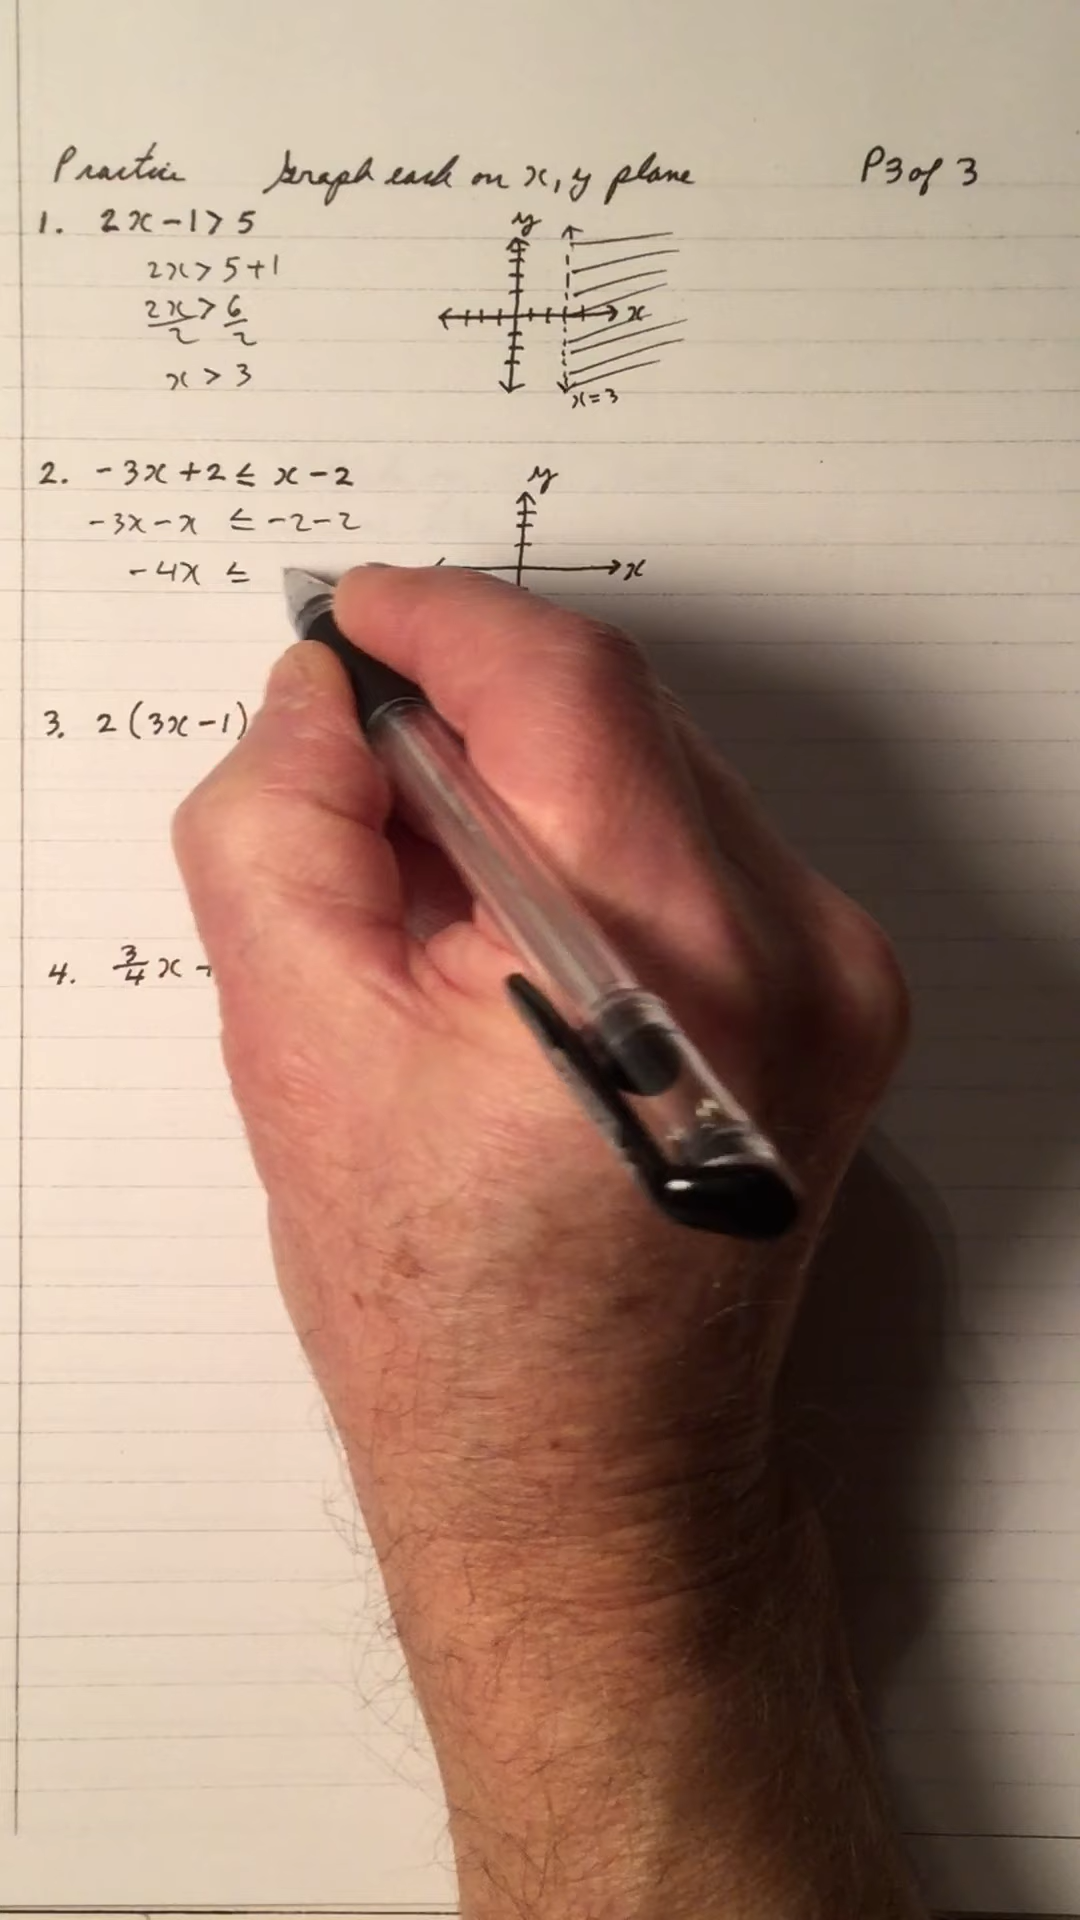 Practice Graph each on x, y plane P3 of 3
1. 2x - 1 > 5
y
2x > 5 + 1
2x/2 > 6/2
x
x > 3
x = 3
2. -3x + 2 ≤ x - 2
y
-3x - x ≤ -2 - 2
-4x ≤
x
3. 2(3x - 1)
4. 3/4 x